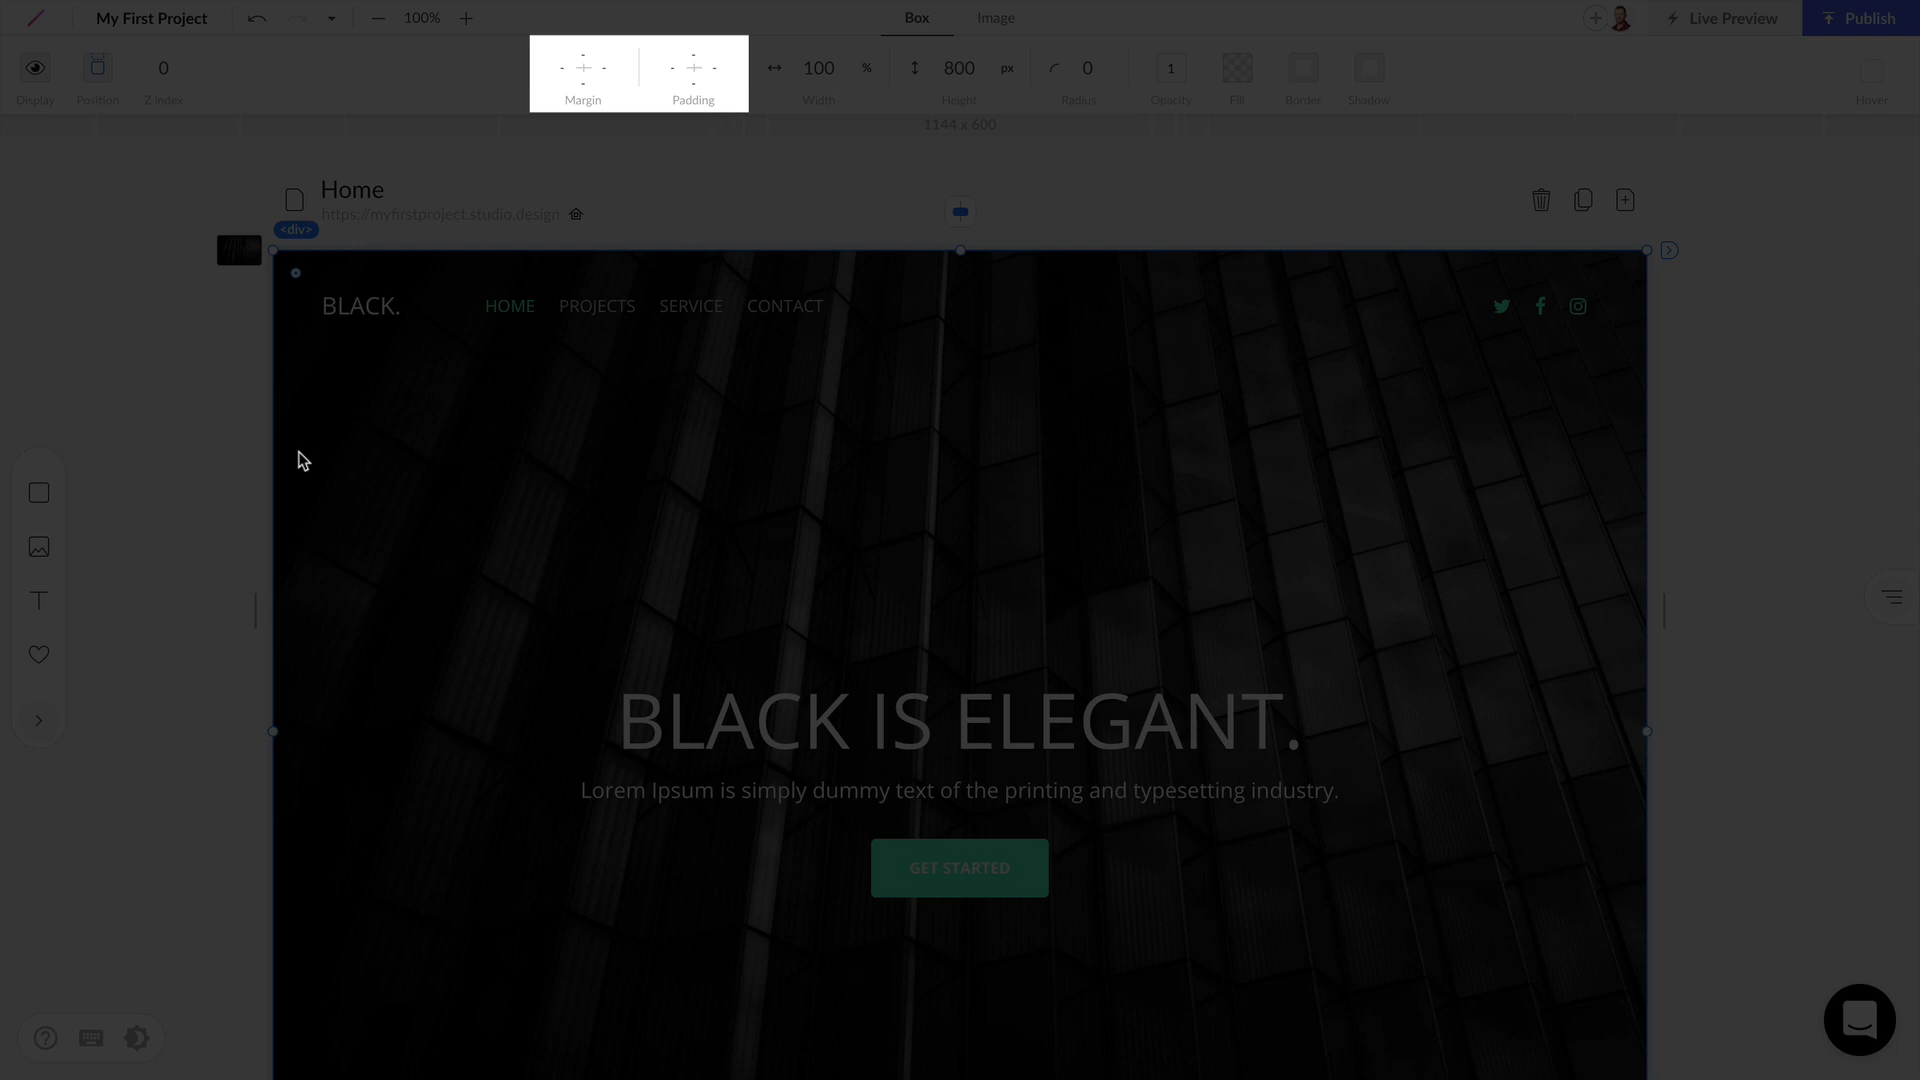 My First Project
100%
Box
Image
Live Preview
Publish
0
- - - -
- - - -
100 %
800 px
0
1
Display
Position
Z index
Margin
Padding
Width
Height
Radius
Opacity
Fill
Border
Shadow
Hover
1144 x 600
Home
https://myfirstproject.studio.design
<div>
BLACK.
HOME
PROJECTS
SERVICE
CONTACT
BLACK IS ELEGANT.
Lorem Ipsum is simply dummy text of the printing and typesetting industry.
GET STARTED